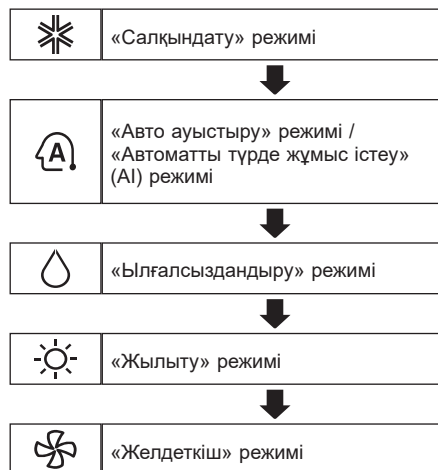 «Салқындату» режимі
A
«Авто ауыстыру» режимі /
«Автоматты түрде жұмыс істеу»
(AI) режимі
«Ылғалсыздандыру» режимі
«Жылыту» режимі
«Желдеткіш» режимі